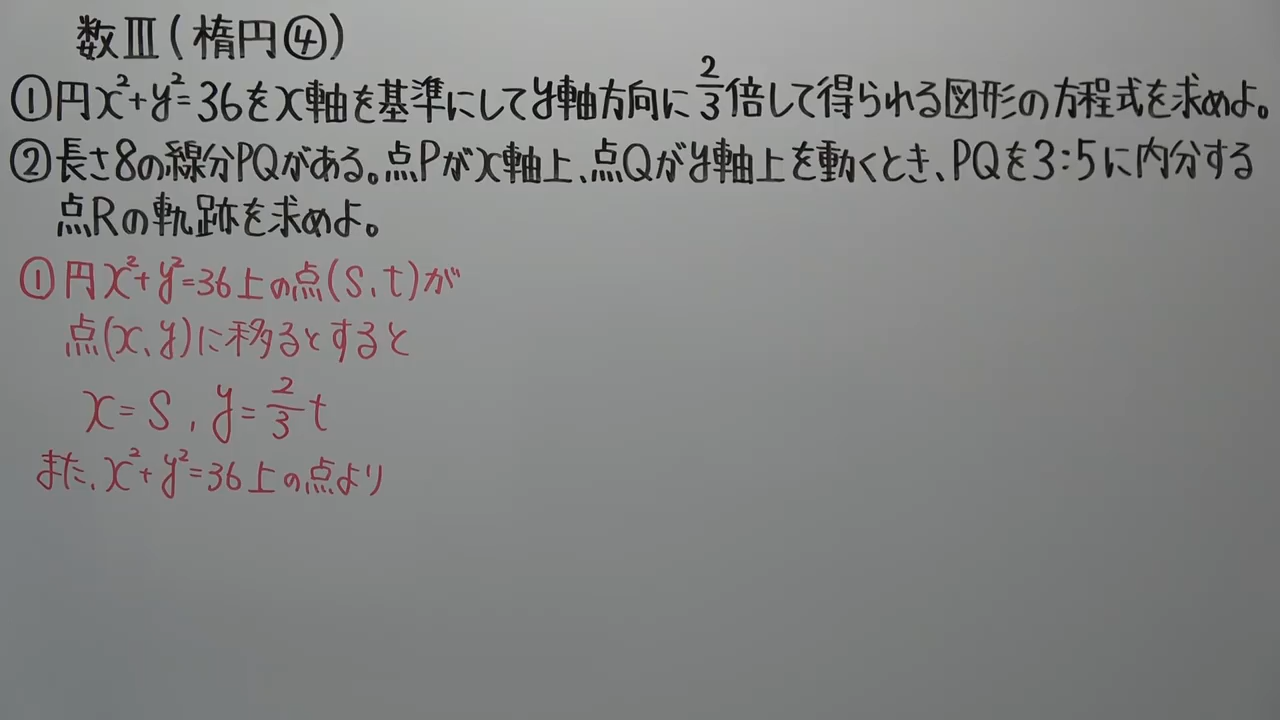 数Ⅲ(楕円④)
①円x²+y²=36をx軸を基準にしてy軸方向に2/3倍して得られる図形の方程式を求めよ。
②長さ8の線分PQがある。点Pがx軸上、点Qがy軸上を動くとき、PQを3:5に内分する
点Rの軌跡を求めよ。
①円x²+y²=36上の点(s,t)が
点(x,y)に移るとすると
x=s, y=2/3t
また、x²+y²=36上の点より